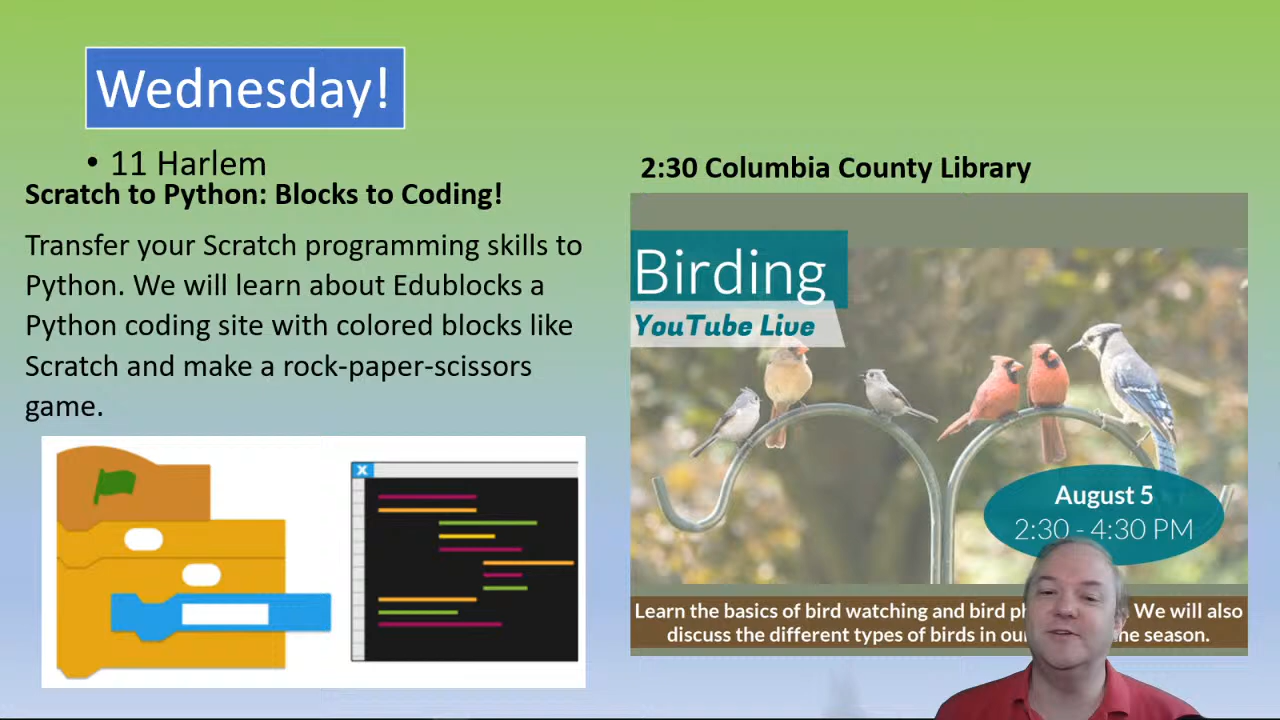 Wednesday!
• 11 Harlem
Scratch to Python: Blocks to Coding!
Transfer your Scratch programming skills to
Python. We will learn about Edublocks a
Python coding site with colored blocks like
Scratch and make a rock-paper-scissors
game.
X
2:30 Columbia County Library
Birding
YouTube Live
August 5
2:30 - 4:30 PM
Learn the basics of bird watching and bird We will also
discuss the different types of birds in season.